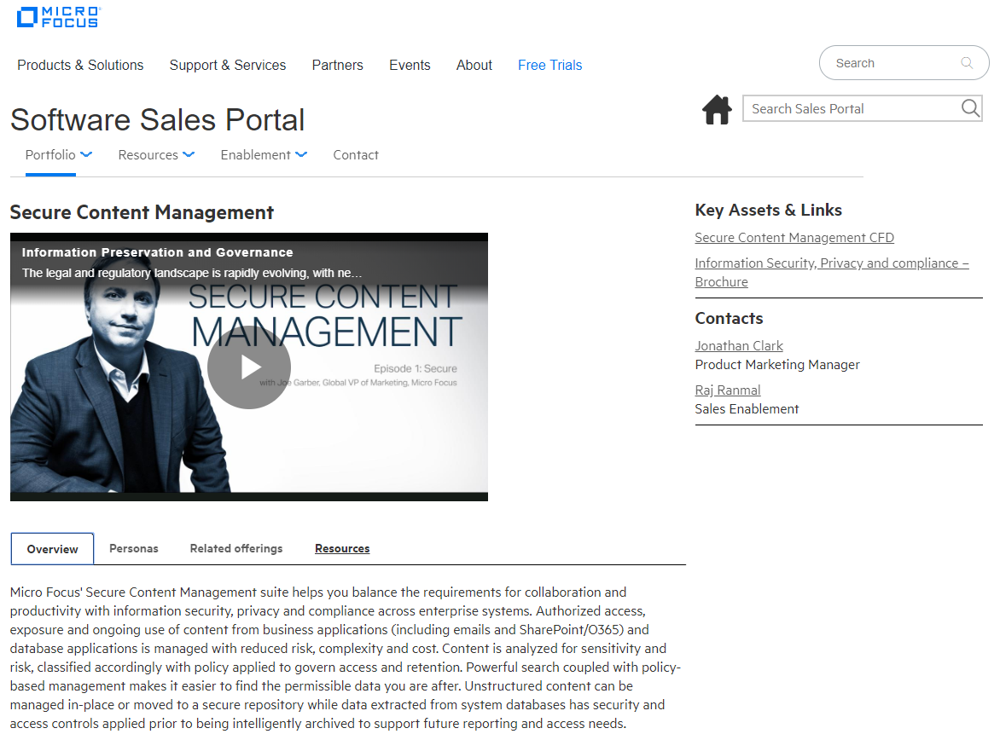 MICRO
FOCUS
Products & Solutions Support & Services Partners Events About Free Trials
Search
Software Sales Portal
Search Sales Portal
Portfolio Resources Enablement Contact
Secure Content Management
Information Preservation and Governance
The legal and regulatory landscape is rapidly evolving, with ne…
SECURE CONTENT
MANAGEMENT
Episode 1: Secure
with Joe Garber, Global VP of Marketing, Micro Focus
Key Assets & Links
Secure Content Management CFD
Information Security, Privacy and compliance –
Brochure
Contacts
Jonathan Clark
Product Marketing Manager
Raj Ranmal
Sales Enablement
Overview Personas Related offerings Resources
Micro Focus' Secure Content Management suite helps you balance the requirements for collaboration and
productivity with information security, privacy and compliance across enterprise systems. Authorized access,
exposure and ongoing use of content from business applications (including emails and SharePoint/O365) and
database applications is managed with reduced risk, complexity and cost. Content is analyzed for sensitivity and
risk, classified accordingly with policy applied to govern access and retention. Powerful search coupled with policy-
based management makes it easier to find the permissible data you are after. Unstructured content can be
managed in-place or moved to a secure repository while data extracted from system databases has security and
access controls applied prior to being intelligently archived to support future reporting and access needs.